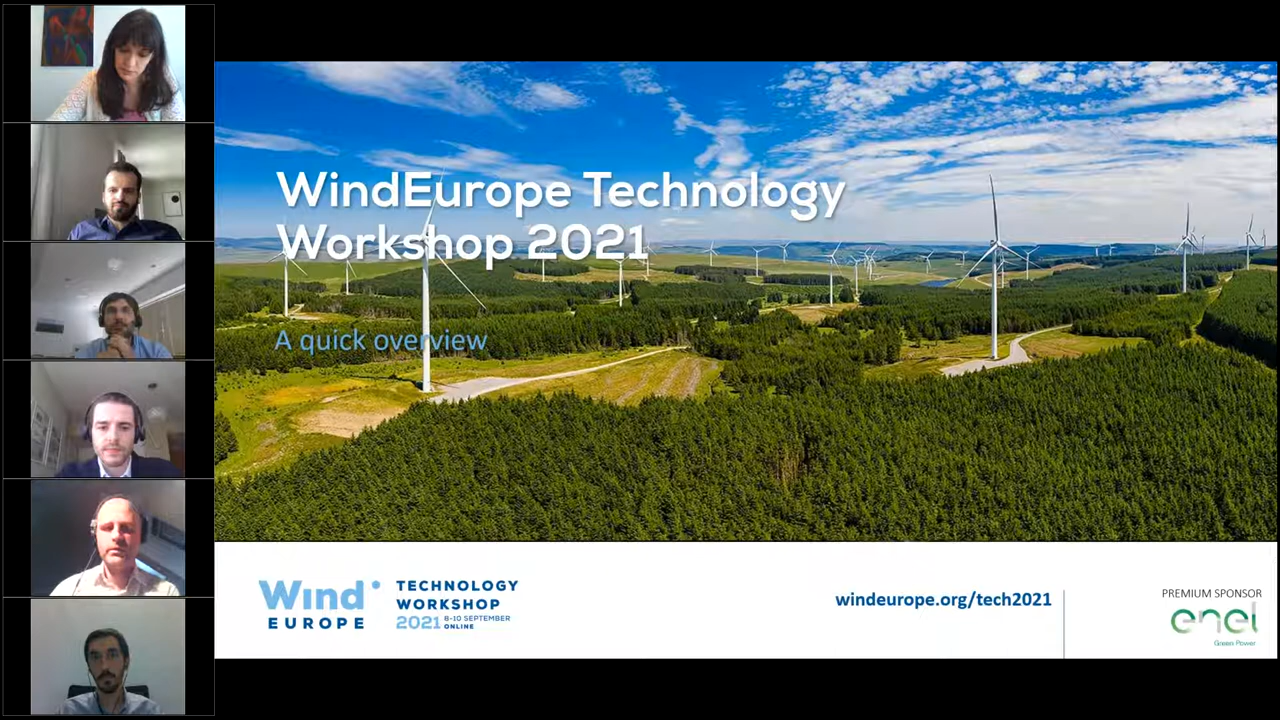 WindEurope Technology
Workshop 2021
A quick overview
Wind
EUROPE
TECHNOLOGY
WORKSHOP
2021 8-10 SEPTEMBER
ONLINE
windeurope.org/tech2021
PREMIUM SPONSOR
enel
Green Power